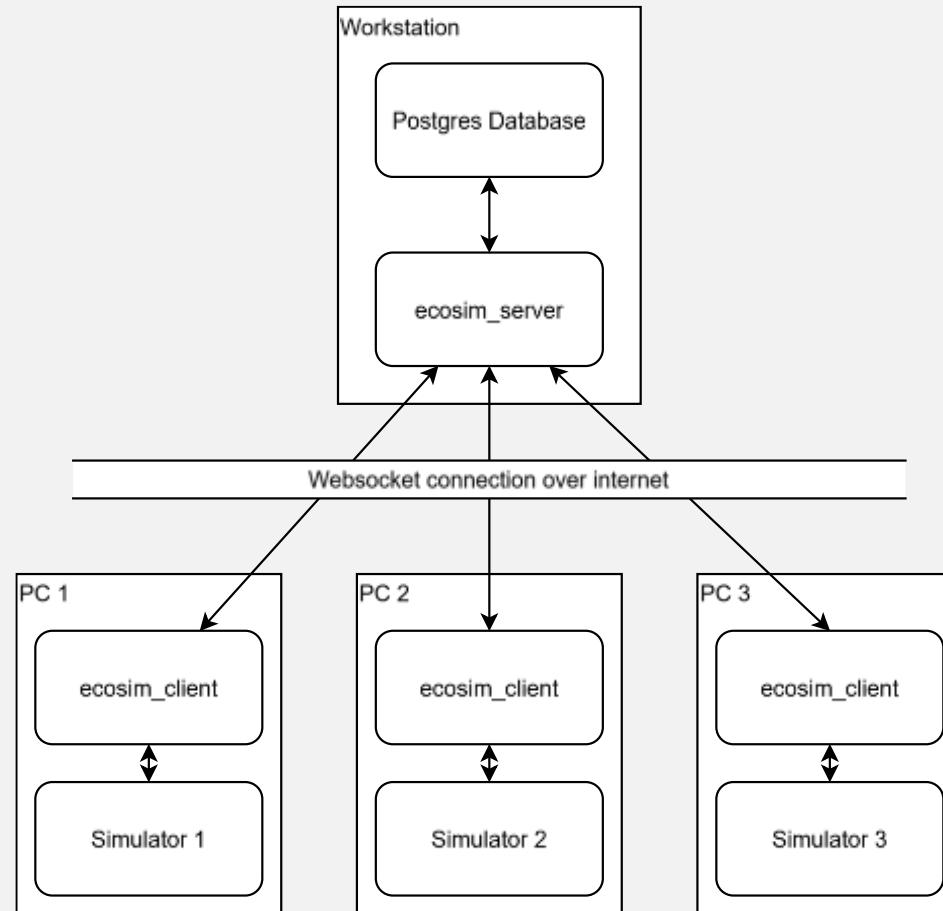 Workstation
Postgres Database
ecosim_server
Websocket connection over internet
PC 1
PC 2
PC 3
ecosim_client
ecosim_client
ecosim_client
Simulator 1
Simulator 2
Simulator 3